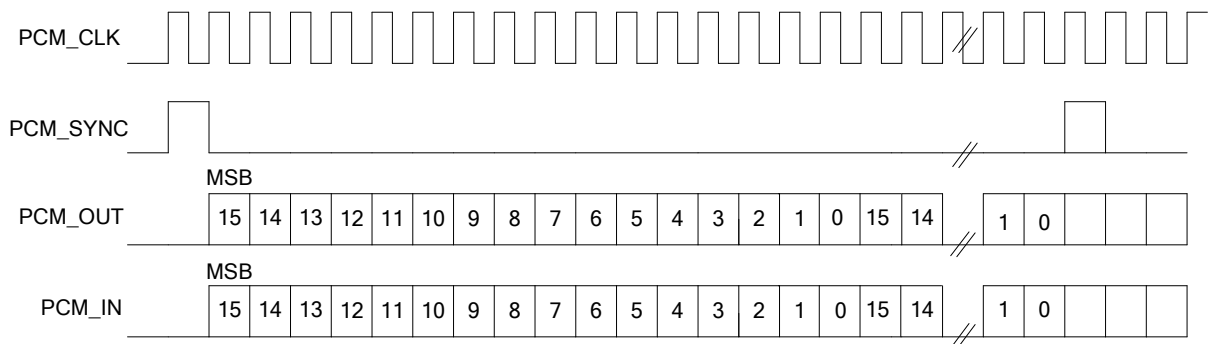 PCM_CLK
PCM_SYNC
MSB
PCM_OUT 15 14 13 12 11 10 9 8 7 6 5 4 3 2 1 0 15 14 1 0
MSB
PCM_IN 15 14 13 12 11 10 9 8 7 6 5 4 3 2 1 0 15 14 1 0